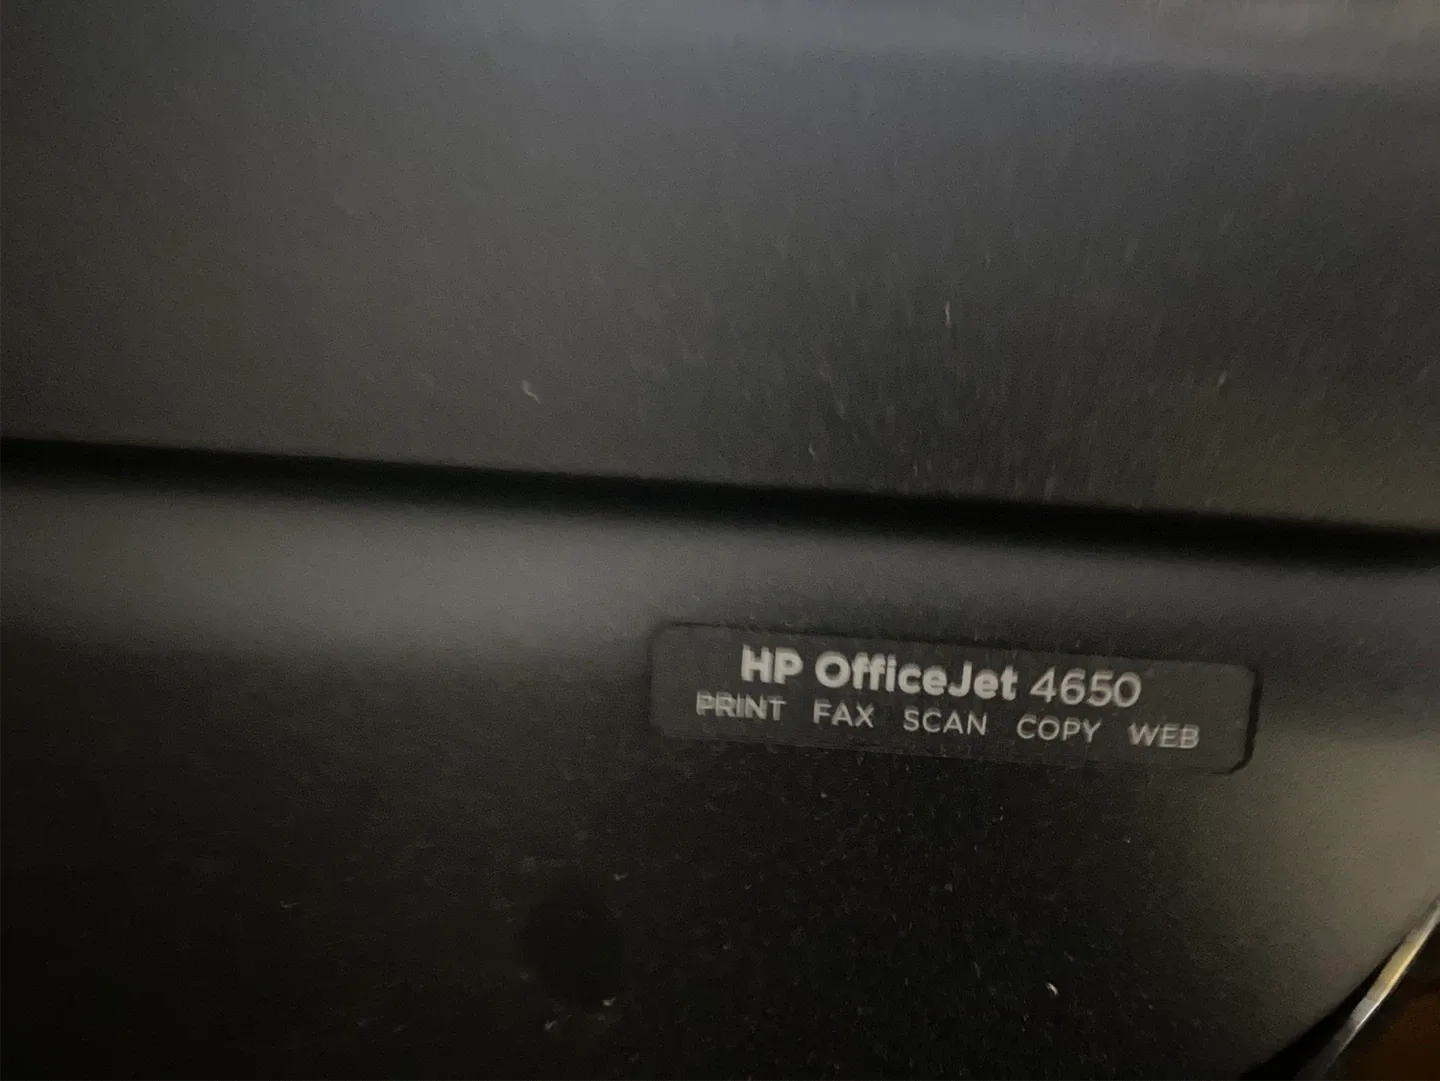 HP OfficeJet 4650
PRINT FAX SCAN COPY WEB